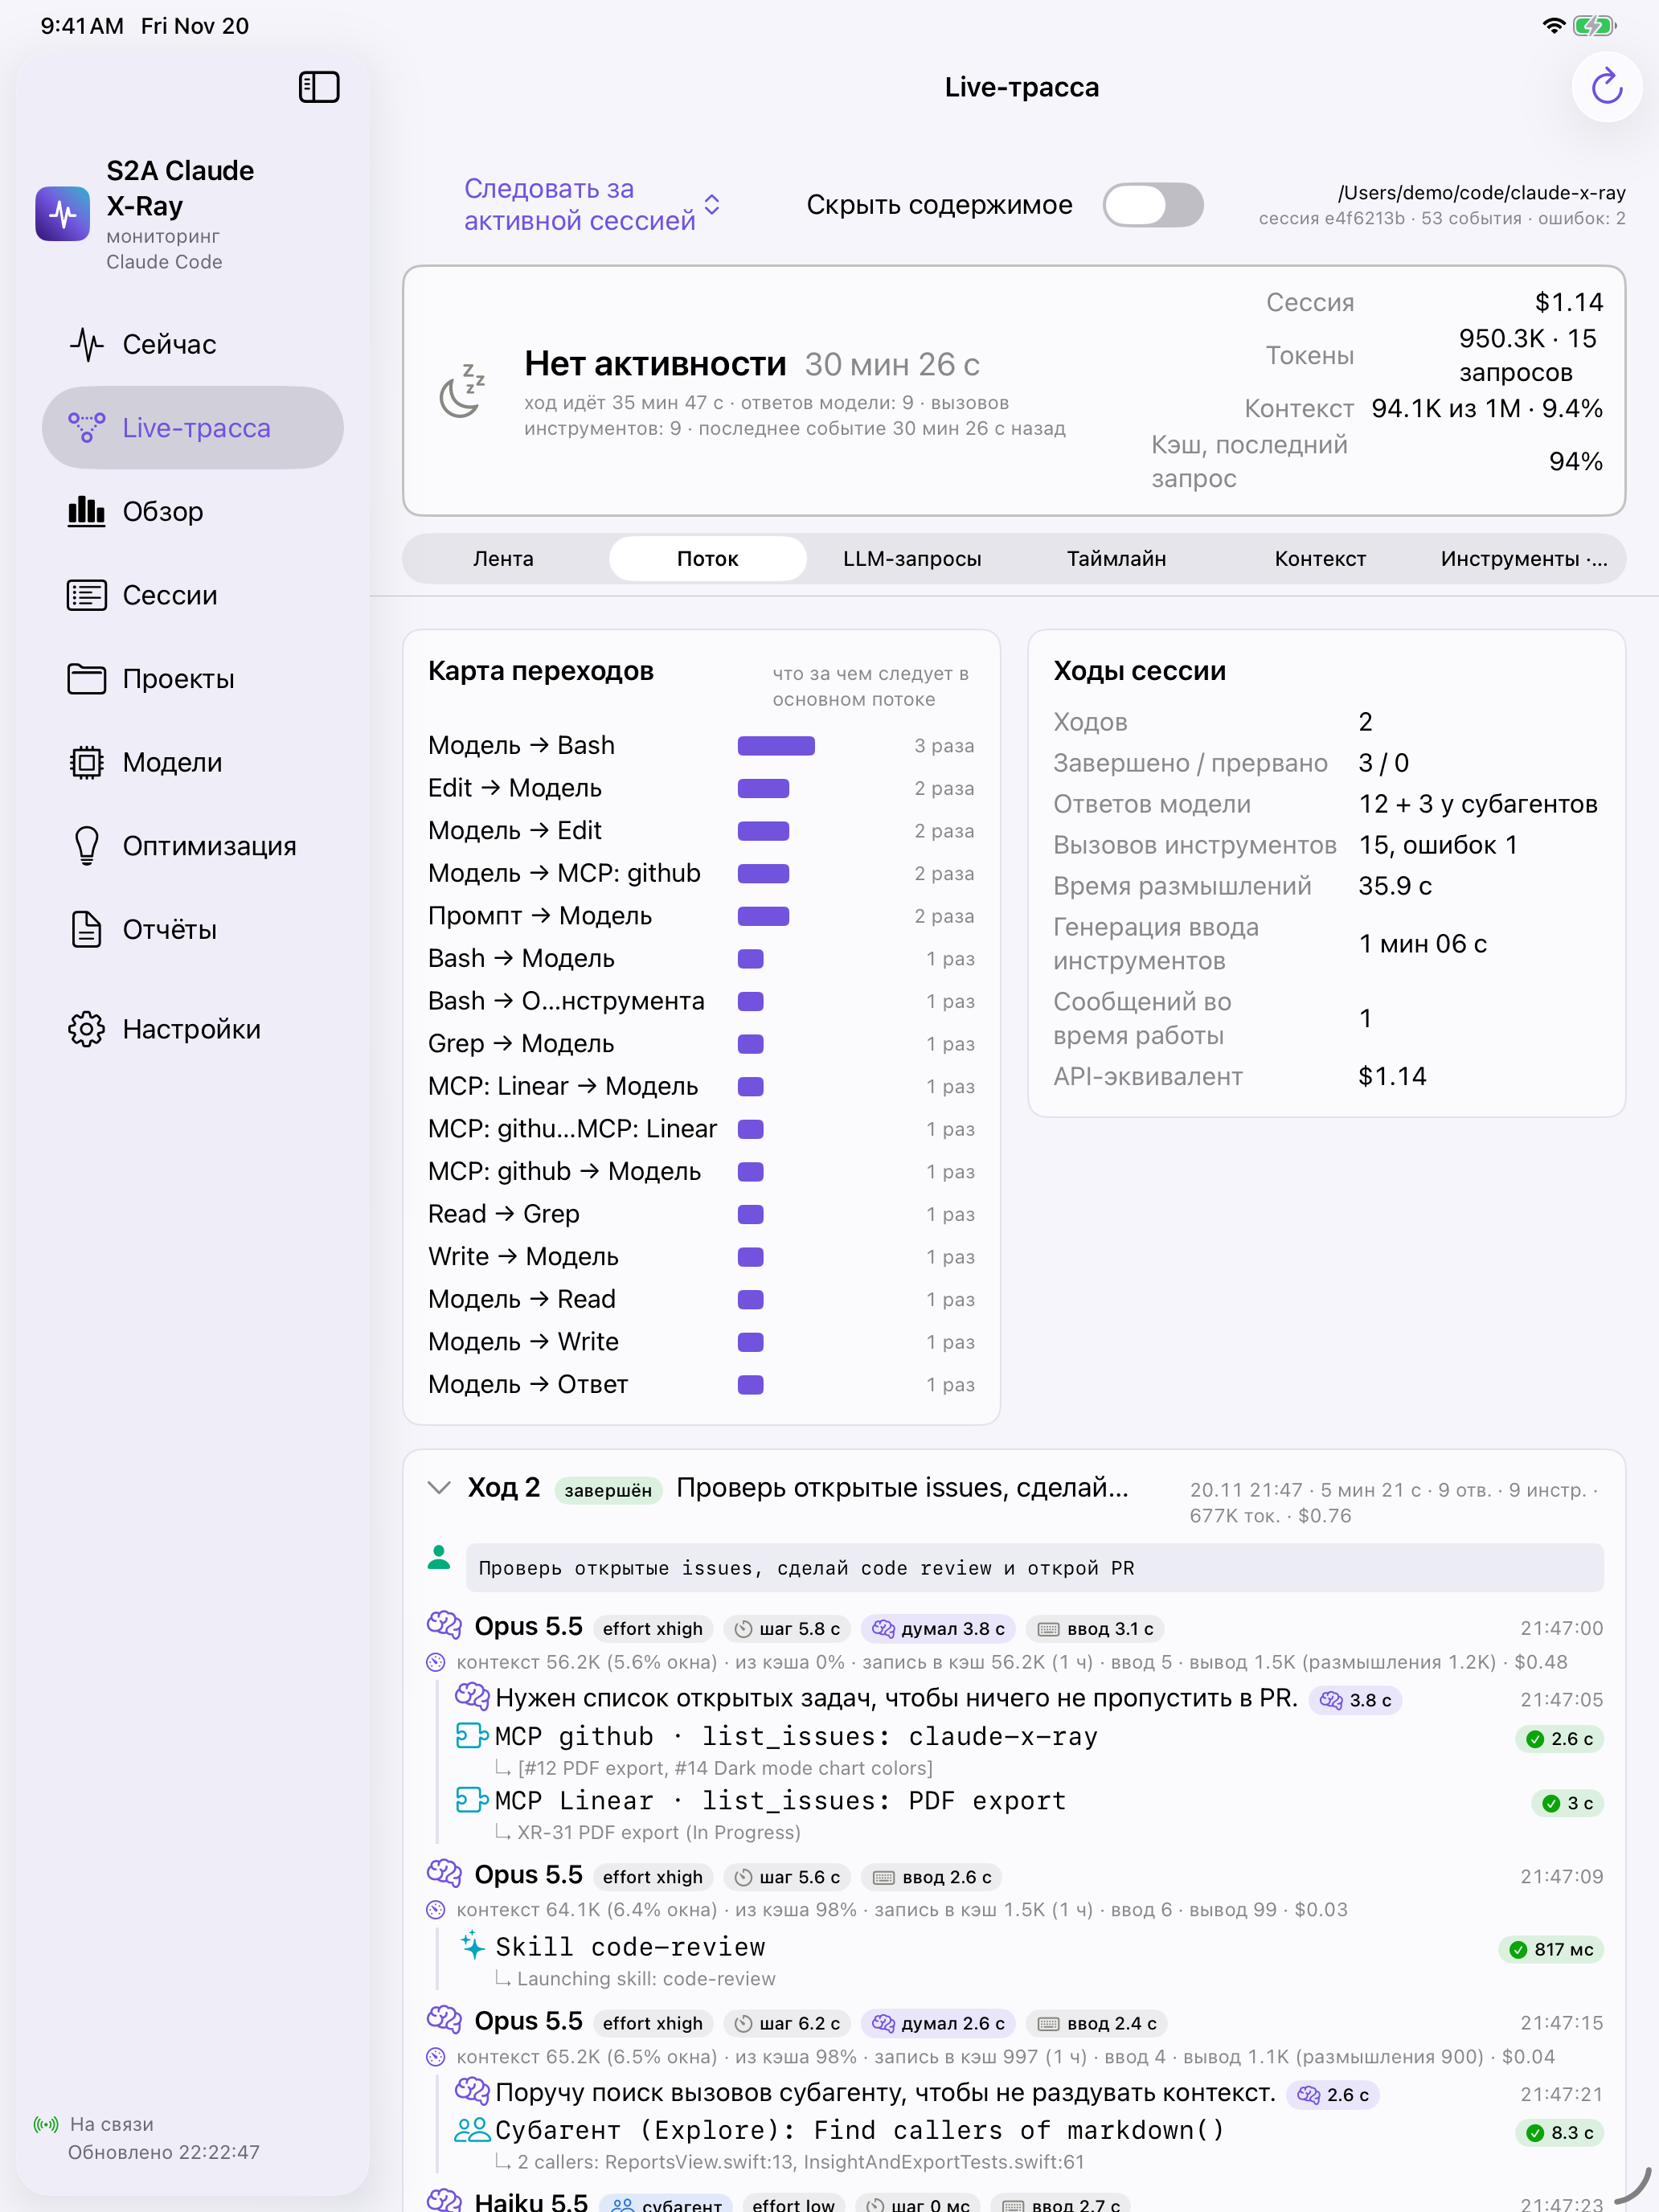 9:41 AM Fri Nov 20
Live-трасса
S2A Claude
X-Ray
мониторинг
Claude Code
Сейчас
Live-трасса
Обзор
Сессии
Проекты
Модели
Оптимизация
Отчёты
Настройки
На связи
Обновлено 22:22:47
Следовать за
активной сессией
Скрыть содержимое
/Users/demo/code/claude-x-ray
сессия e4f6213b · 53 события · ошибок: 2
Нет активности 30 мин 26 с
ход идёт 35 мин 47 с · ответов модели: 9 · вызовов
инструментов: 9 · последнее событие 30 мин 26 с назад
Сессия $1.14
Токены 950.3K · 15
запросов
Контекст 94.1K из 1M · 9.4%
Кэш, последний
запрос 94%
Лента Поток LLM-запросы Таймлайн Контекст Инструменты ·...
Карта переходов
что за чем следует в
основном потоке
Модель → Bash 3 раза
Edit → Модель 2 раза
Модель → Edit 2 раза
Модель → MCP: github 2 раза
Промпт → Модель 2 раза
Bash → Модель 1 раз
Bash → О...нструмента 1 раз
Grep → Модель 1 раз
MCP: Linear → Модель 1 раз
MCP: githu...MCP: Linear 1 раз
MCP: github → Модель 1 раз
Read → Grep 1 раз
Write → Модель 1 раз
Модель → Read 1 раз
Модель → Write 1 раз
Модель → Ответ 1 раз
Ходы сессии
Ходов 2
Завершено / прервано 3 / 0
Ответов модели 12 + 3 у субагентов
Вызовов инструментов 15, ошибок 1
Время размышлений 35.9 с
Генерация ввода
инструментов 1 мин 06 с
Сообщений во
время работы 1
API-эквивалент $1.14
Ход 2 завершён Проверь открытые issues, сделай...
20.11 21:47 · 5 мин 21 с · 9 отв. · 9 инстр. ·
677K ток. · $0.76
Проверь открытые issues, сделай code review и открой PR
Opus 5.5 effort xhigh шаг 5.8 с думал 3.8 с ввод 3.1 с 21:47:00
контекст 56.2K (5.6% окна) · из кэша 0% · запись в кэш 56.2K (1 ч) · ввод 5 · вывод 1.5K (размышления 1.2K) · $0.48
Нужен список открытых задач, чтобы ничего не пропустить в PR. 3.8 с 21:47:05
MCP github · list_issues: claude-x-ray 2.6 с
[#12 PDF export, #14 Dark mode chart colors]
MCP Linear · list_issues: PDF export 3 с
XR-31 PDF export (In Progress)
Opus 5.5 effort xhigh шаг 5.6 с ввод 2.6 с 21:47:09
контекст 64.1K (6.4% окна) · из кэша 98% · запись в кэш 1.5K (1 ч) · ввод 6 · вывод 99 · $0.03
Skill code-review 817 мс
Launching skill: code-review
Opus 5.5 effort xhigh шаг 6.2 с думал 2.6 с ввод 2.4 с 21:47:15
контекст 65.2K (6.5% окна) · из кэша 98% · запись в кэш 997 (1 ч) · ввод 4 · вывод 1.1K (размышления 900) · $0.04
Поручу поиск вызовов субагенту, чтобы не раздувать контекст. 2.6 с 21:47:21
Субагент (Explore): Find callers of markdown() 8.3 с
2 callers: ReportsView.swift:13, InsightAndExportTests.swift:61
Haiku 5.5 субагент effort low шаг 0 мс ввод 2.7 с 21:47:23